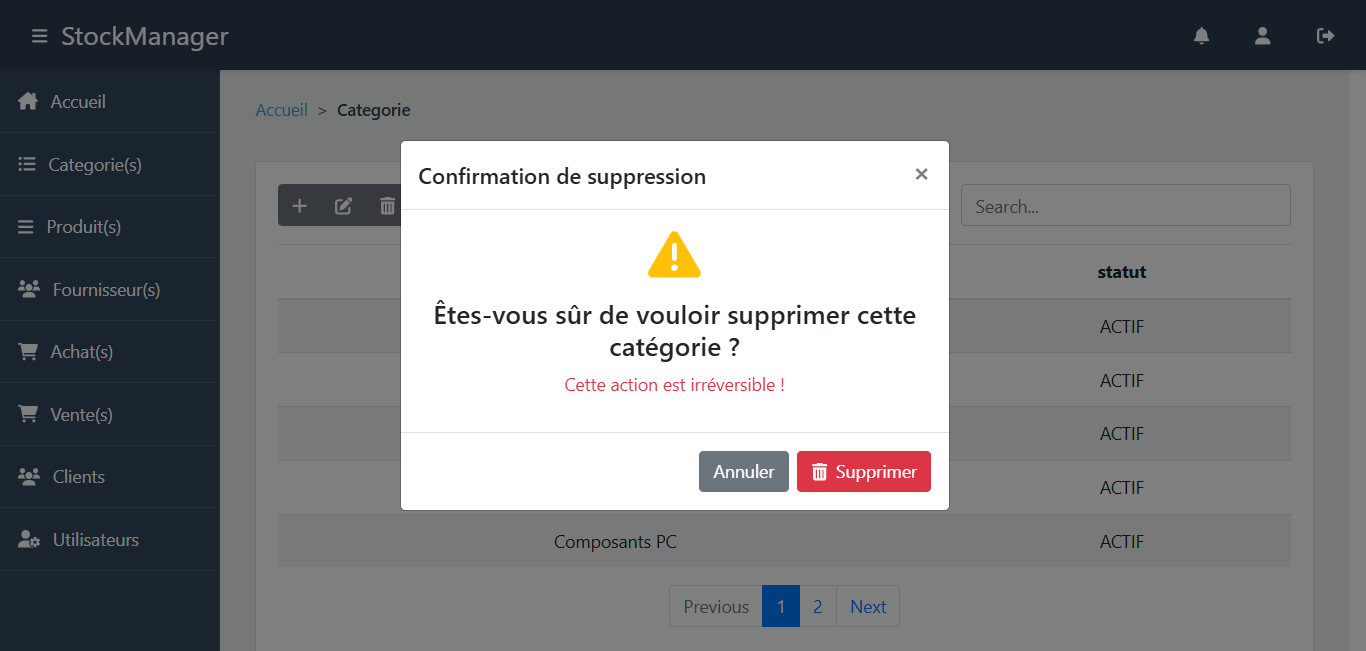 StockManager
Accueil
Categorie(s)
Produit(s)
Fournisseur(s)
Achat(s)
Vente(s)
Clients
Utilisateurs
Accueil > Categorie
Search...
statut
ACTIF
ACTIF
ACTIF
ACTIF
Composants PC ACTIF
Previous 1 2 Next
Confirmation de suppression ×
Êtes-vous sûr de vouloir supprimer cette
catégorie ?
Cette action est irréversible !
Annuler Supprimer